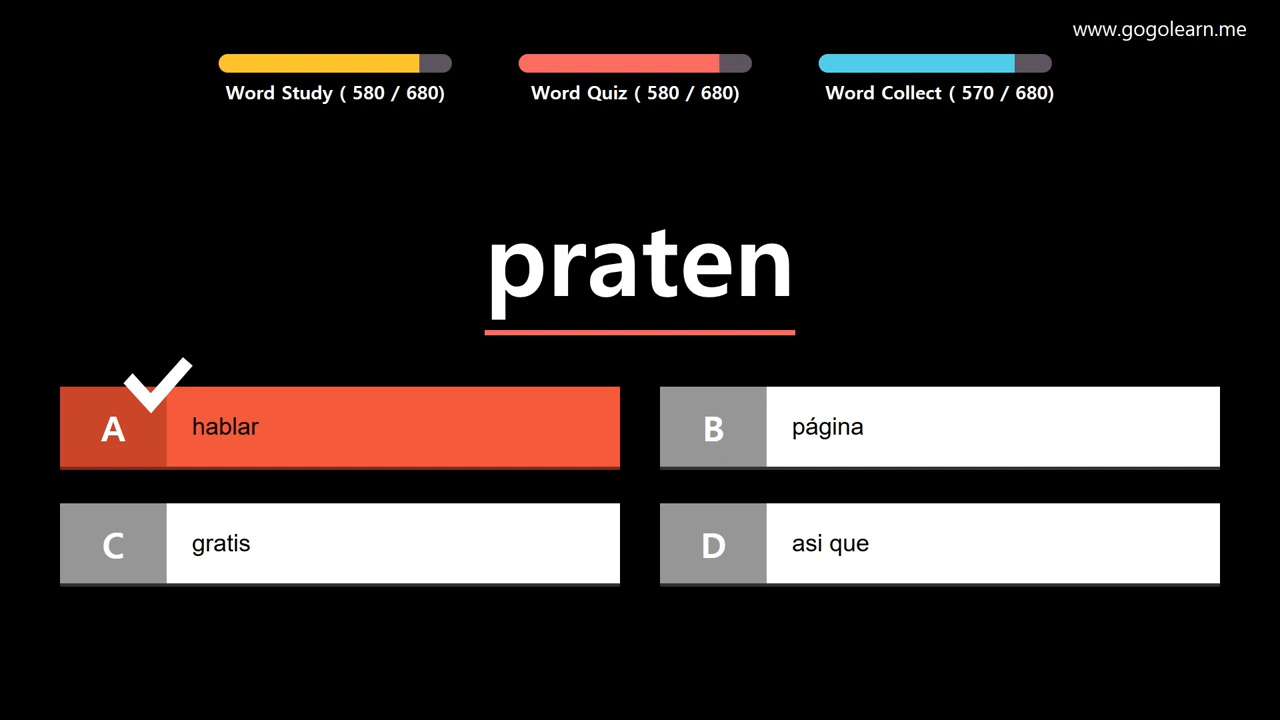 www.gogolearn.me
Word Study ( 580 / 680)
Word Quiz ( 580 / 680)
Word Collect ( 570 / 680)
praten
A hablar
B página
C gratis
D asi que